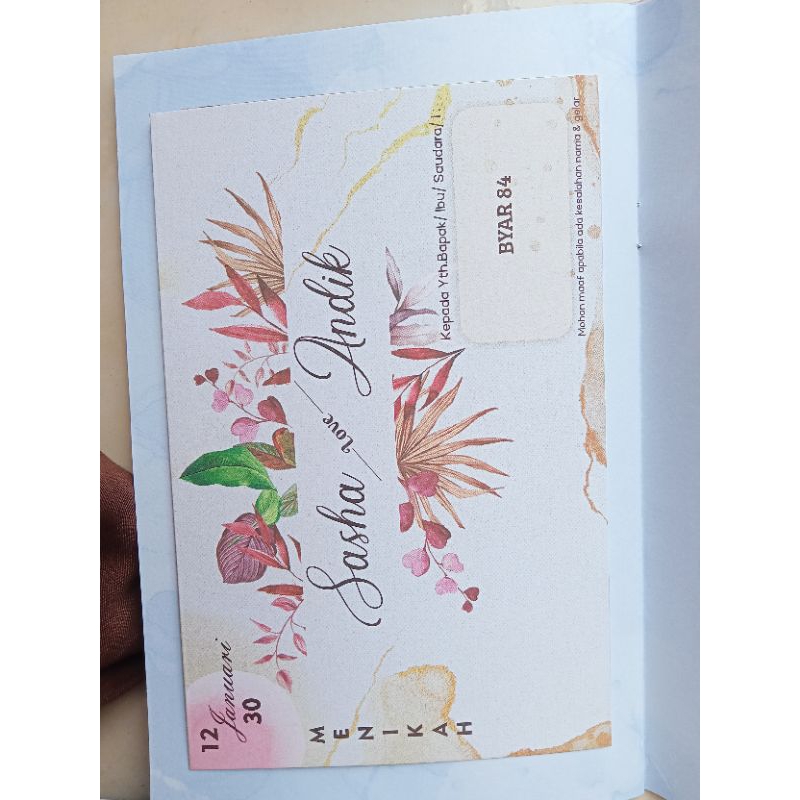 12
Januari
30
MENIKAH
Sasha Love Andik
Kepada Yth.Bapak/ Ibu/ Saudara/ I :
BYAR 84
Mohon maaf apabila ada kesalahan nama & gelar